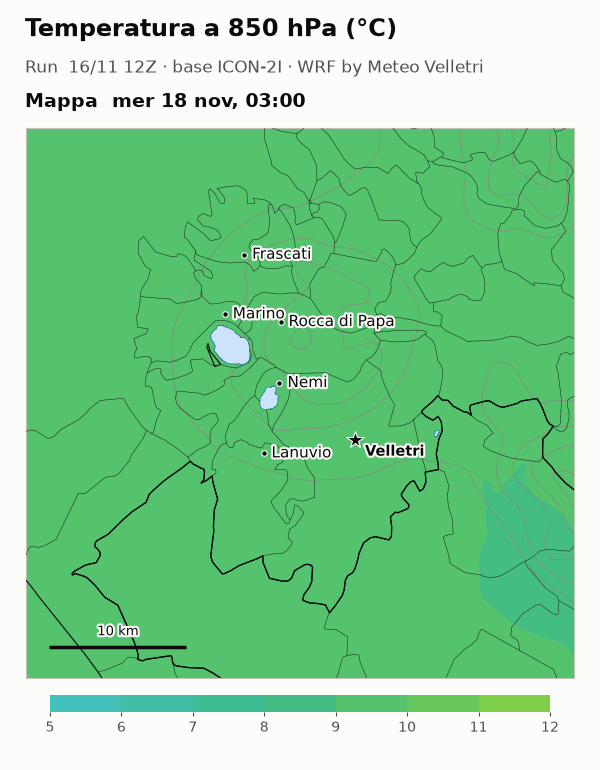 Temperatura a 850 hPa (°C)
Run  16/11 12Z · base ICON-2I · WRF by Meteo Velletri
Mappa  mer 18 nov, 03:00
Frascati
Marino
Rocca di Papa
Nemi
Velletri
Lanuvio
10 km
5 6 7 8 9 10 11 12